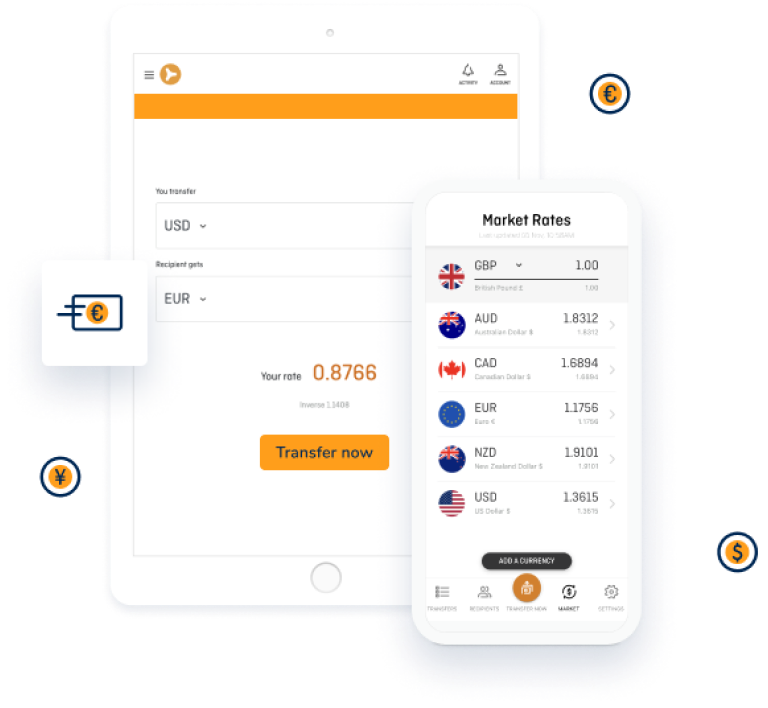 ACTIVITY
ACCOUNT
€
You transfer
USD
Recipient gets
EUR
€
Your rate 0.8766
Inverse 1.1408
Transfer now
¥
Market Rates
GBP 1.00
British Pound £ 1.00
AUD 1.8312
Australian Dollar $ 1.8312
CAD 1.6894
Canadian Dollar $ 1.6894
EUR 1.1756
Euro € 1.1756
NZD 1.9101
New Zealand Dollar $ 1.9101
USD 1.3615
US Dollar $ 1.3615
ADD A CURRENCY
TRANSFERS
RECIPIENTS
TRANSFER NOW
MARKET
SETTINGS
$